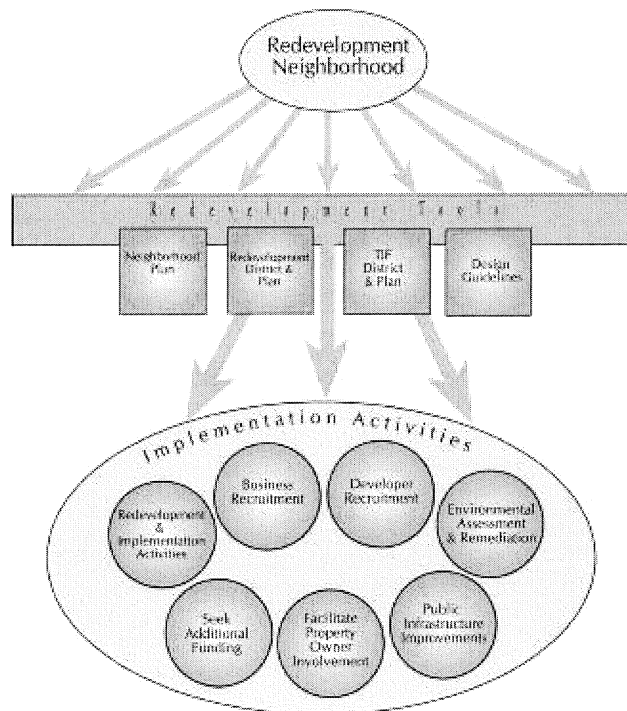 Redevelopment
Neighborhood
Redevelopment Tools
Neighborhood
Plan
Redevelopment
District &
Plan
TIF
District
& Plan
Design
Guidelines
Implementation Activities
Business
Recruitment
Developer
Recruitment
Redevelopment
&
Implementation
Activities
Environmental
Assessment
& Remediation
Seek
Additional
Funding
Facilitate
Property
Owner
Involvement
Public
Infrastructure
Improvements